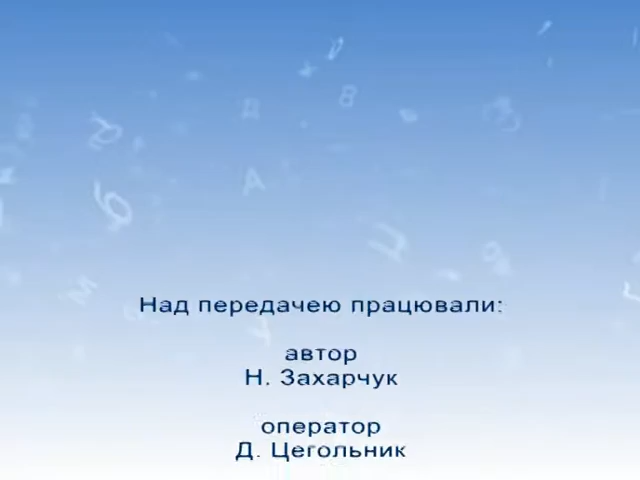 Над передачею працювали:
автор
Н. Захарчук
оператор
Д. Цегольник